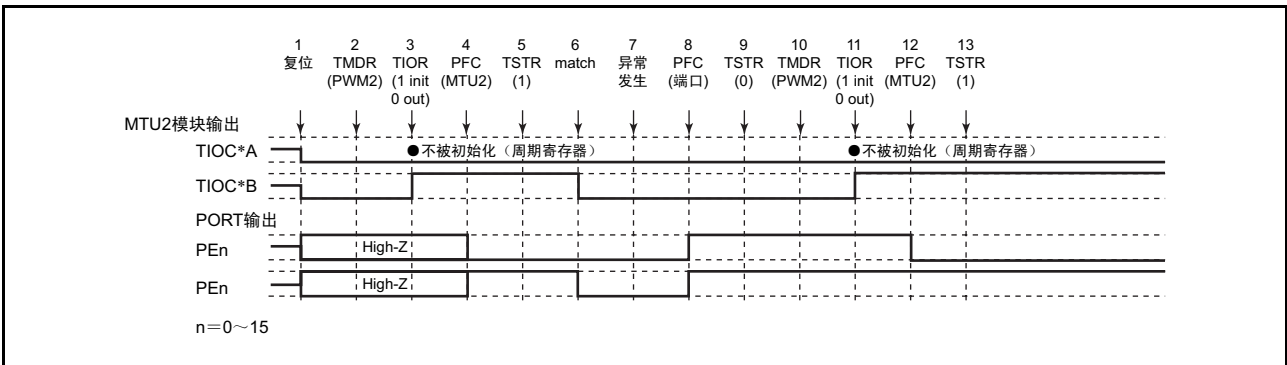 1 2 3 4 5 6 7 8 9 10 11 12 13
复位 TMDR TIOR PFC TSTR match 异常 PFC TSTR TMDR TIOR PFC TSTR
(PWM2) (1 init (MTU2) (1) 发生 (端口) (0) (PWM2) (1 init (MTU2) (1)
0 out) 0 out)
MTU2模块输出
TIOC*A ●不被初始化（周期寄存器） ●不被初始化（周期寄存器）
TIOC*B
PORT输出
PEn High-Z
PEn High-Z
n＝0～15